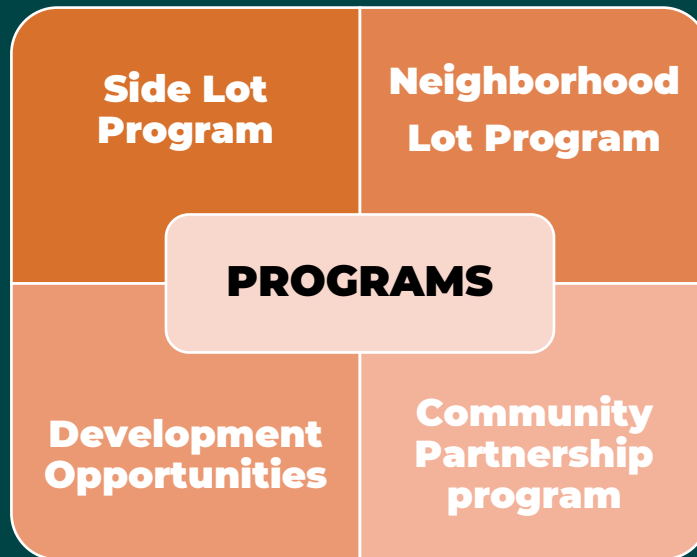 Side Lot
Program
Neighborhood
Lot Program
PROGRAMS
Development
Opportunities
Community
Partnership
program